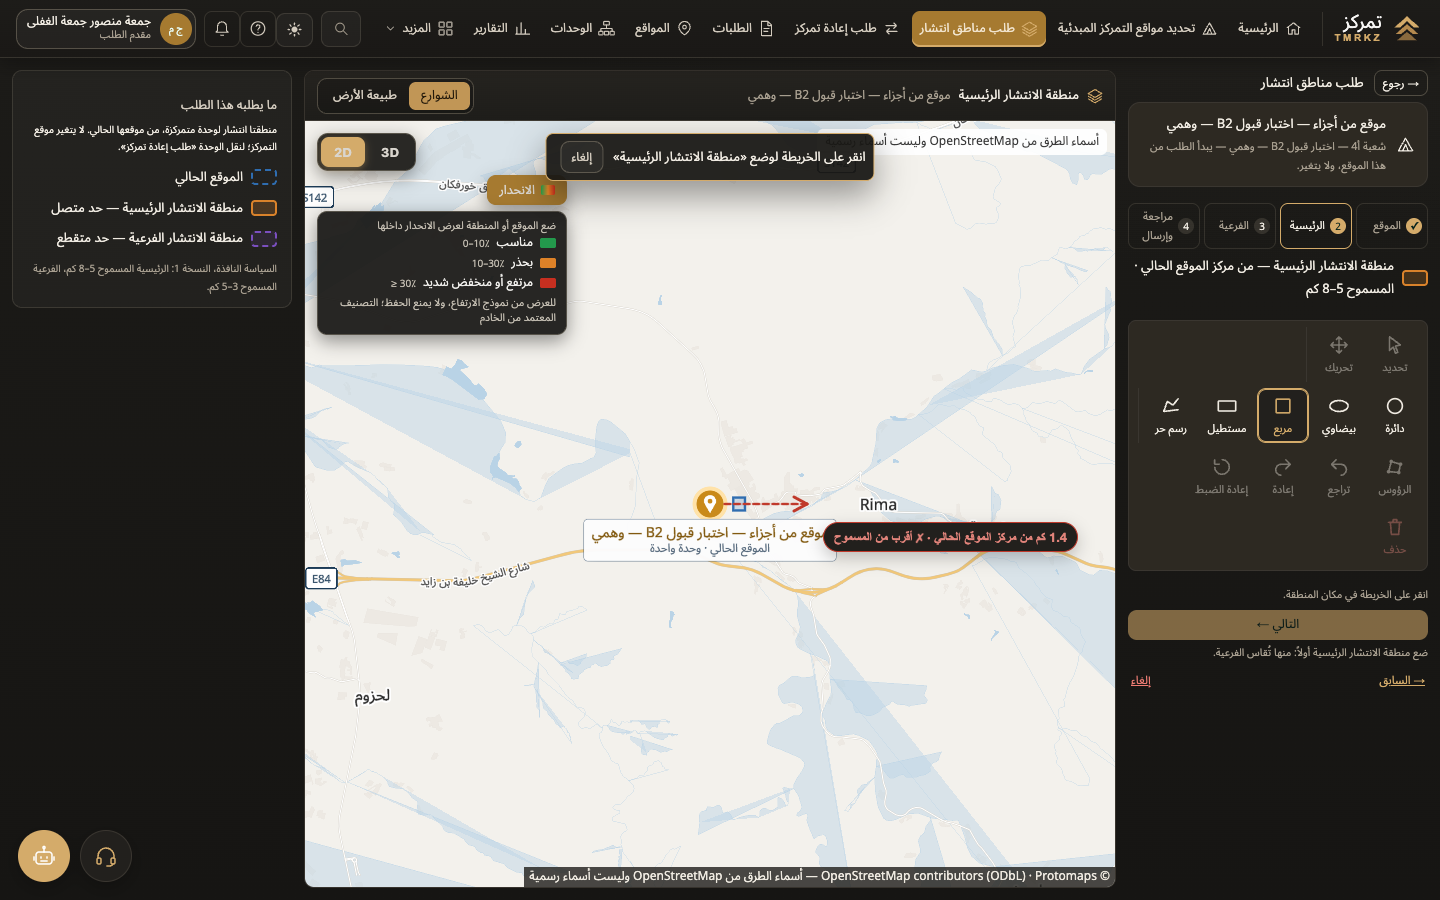 تمركز
TMRKZ
الرئيسية
تحديد مواقع التمركز المبدئية
طلب مناطق انتشار
طلب إعادة تمركز
الطلبات
المواقع
الوحدات
التقارير
المزيد
جمعة منصور جمعة الغفلى
مقدم الطلب
ج م
→ رجوع
طلب مناطق انتشار
موقع من أجزاء — اختبار قبول B2 — وهمي
شعبة 4أ — اختبار قبول B2 — وهمي — يبدأ الطلب من
هذا الموقع، ولا يتغير.
الموقع
2 الرئيسية
3 الفرعية
4 مراجعة
وإرسال
منطقة الانتشار الرئيسية — من مركز الموقع الحالي ·
المسموح 5–8 كم
تحديد
تحريك
دائرة
بيضاوي
مربع
مستطيل
رسم حر
الرؤوس
تراجع
إعادة
إعادة الضبط
حذف
انقر على الخريطة في مكان المنطقة.
التالي ←
ضع منطقة الانتشار الرئيسية أولاً: منها تُقاس الفرعية.
→ السابق
إلغاء
منطقة الانتشار الرئيسية موقع من أجزاء — اختبار قبول B2 — وهمي
الشوارع
طبيعة الأرض
أسماء الطرق من OpenStreetMap وليست أسماء رسمية
انقر على الخريطة لوضع «منطقة الانتشار الرئيسية»
إلغاء
2D
3D
الانحدار
خورفكان
S142
ضع الموقع أو المنطقة لعرض الانحدار داخلها
مناسب 0–10٪
بحذر 10–30٪
مرتفع أو منخفض شديد ≥ 30٪
للعرض من نموذج الارتفاع، ولا يمنع الحفظ؛ التصنيف
المعتمد من الخادم
Rima
موقع من أجزاء — اختبار قبول B2 — وهمي
الموقع الحالي · وحدة واحدة
1.4 كم من مركز الموقع الحالي · ✗ أقرب من المسموح
E84
شارع الشيخ خليفة بن زايد
لحزوم
© OpenStreetMap contributors (ODbL) · Protomaps — أسماء الطرق من OpenStreetMap وليست أسماء رسمية
ما يطلبه هذا الطلب
منطقتا انتشار لوحدة متمركزة، من موقعها الحالي. لا يتغير موقع
التمركز؛ لنقل الوحدة «طلب إعادة تمركز».
الموقع الحالي
منطقة الانتشار الرئيسية — حد متصل
منطقة الانتشار الفرعية — حد متقطع
السياسة النافذة، النسخة 1: الرئيسية المسموح 5–8 كم، الفرعية
المسموح 3–5 كم.